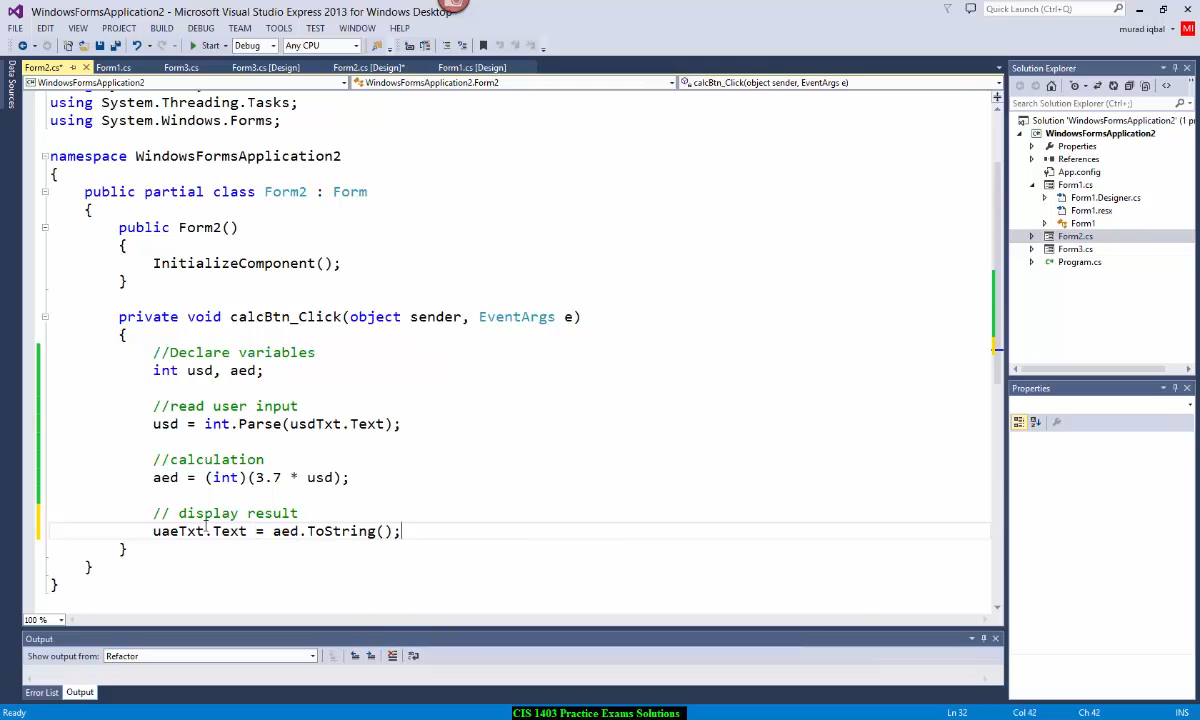 WindowsFormsApplication2 - Microsoft Visual Studio Express 2013 for Windows Desktop
Quick Launch (Ctrl+Q)
FILE EDIT VIEW PROJECT BUILD DEBUG TEAM TOOLS TEST WINDOW HELP
murad iqbal
MI
Start Debug Any CPU
Data Sources
Form2.cs* Form1.cs Form3.cs Form3.cs [Design] Form2.cs [Design]* Form1.cs [Design]
WindowsFormsApplication2 WindowsFormsApplication2.Form2 calcBtn_Click(object sender, EventArgs e)
using System.Threading.Tasks;
using System.Windows.Forms;
namespace WindowsFormsApplication2
{
public partial class Form2 : Form
{
public Form2()
{
InitializeComponent();
}
private void calcBtn_Click(object sender, EventArgs e)
{
//Declare variables
int usd, aed;
//read user input
usd = int.Parse(usdTxt.Text);
//calculation
aed = (int)(3.7 * usd);
// display result
uaeTxt.Text = aed.ToString();
}
}
}
100 %
Output
Show output from: Refactor
Error List Output
Solution Explorer
Search Solution Explorer (Ctrl+;)
Solution 'WindowsFormsApplication2' (1 p
WindowsFormsApplication2
Properties
References
App.config
Form1.cs
Form1.Designer.cs
Form1.resx
Form1
Form2.cs
Form3.cs
Program.cs
Properties
Ready
CIS 1403 Practice Exams Solutions
Ln 32 Col 42 Ch 42 INS